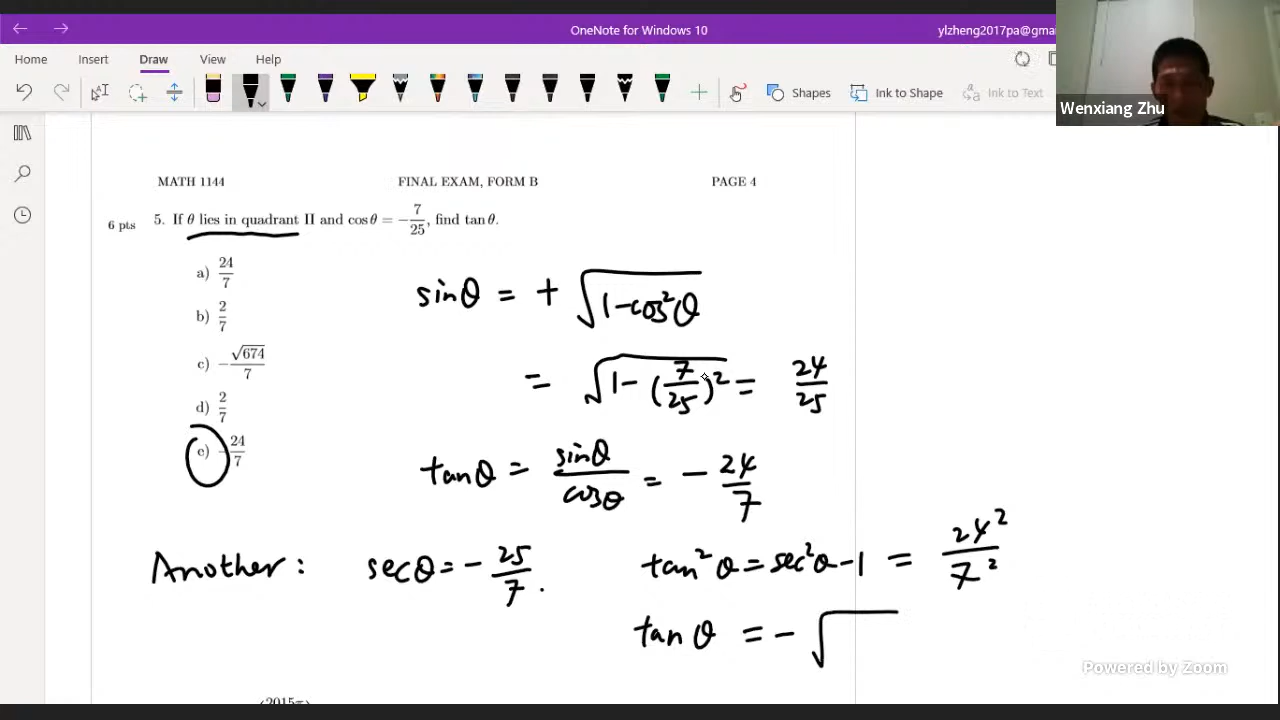 OneNote for Windows 10
ylzheng2017pa@gma
Home Insert Draw View Help
Shapes Ink to Shape Ink to Text
Wenxiang Zhu
MATH 1144 FINAL EXAM, FORM B PAGE 4
6 pts 5. If θ lies in quadrant II and cos θ = −7/25, find tan θ.
a) 24/7
b) 2/7
c) −√674/7
d) 2/7
e) −24/7
sinθ = + √(1−cos²θ)
= √(1−(7/25)²) = 24/25
tanθ = sinθ/cosθ = − 24/7
Another: secθ = − 25/7. tan²θ = sec²θ −1 = 24²/7²
tan θ = − √
Powered by Zoom